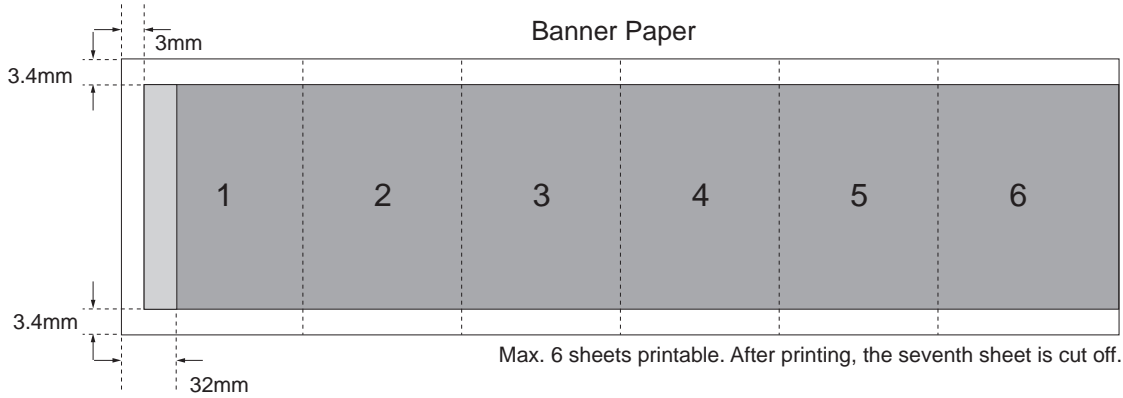 Banner Paper
3mm
3.4mm
1 2 3 4 5 6
3.4mm
Max. 6 sheets printable. After printing, the seventh sheet is cut off.
32mm